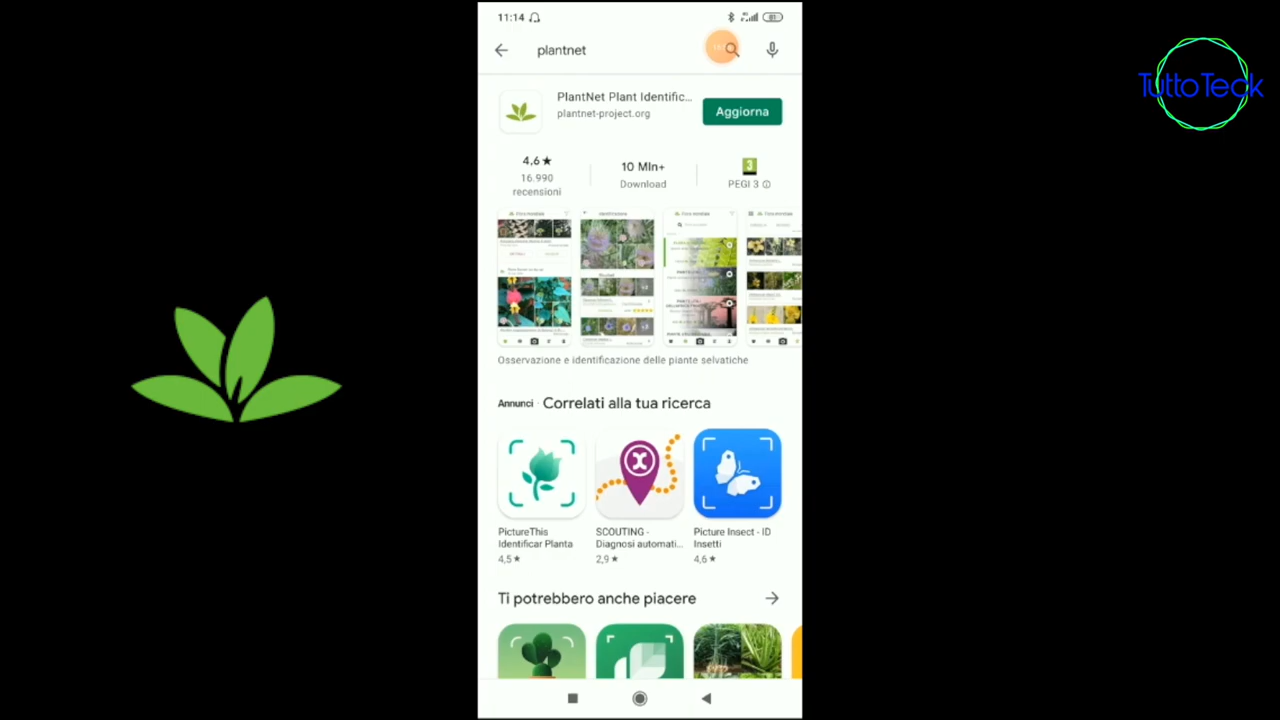 11:14
plantnet
TuttoTeck
PlantNet Plant Identific...
plantnet-project.org
Aggiorna
4,6★
16.990
recensioni
10 Mln+
Download
3
PEGI 3
Osservazione e identificazione delle piante selvatiche
Annunci · Correlati alla tua ricerca
PictureThis
Identificar Planta
4,5★
SCOUTING -
Diagnosi automati...
2,9★
Picture Insect - ID
Insetti
4,6★
Ti potrebbero anche piacere